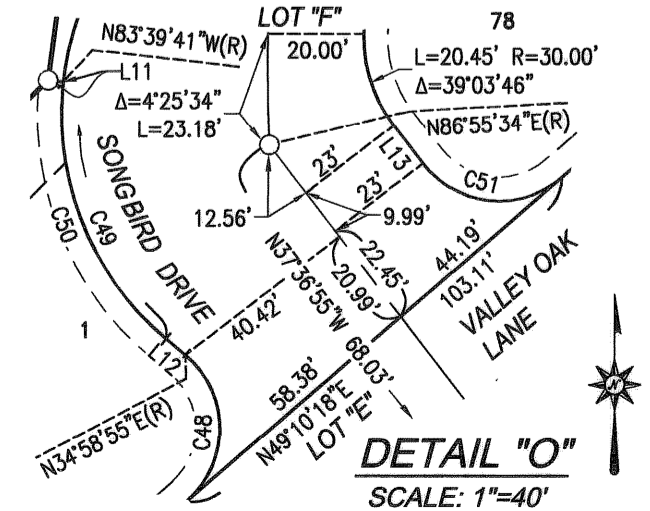 LOT "F"
78
N83°39'41"W(R)
20.00'
L=20.45' R=30.00'
Δ=39°03'46"
L11
Δ=4°25'34"
L=23.18'
N86°55'34"E(R)
SONGBIRD DRIVE
23'
L13
23'
C51
12.56'
9.99'
C50
C49
N37°36'55"W 68.03'
22.45'
20.99'
44.19'
103.11'
VALLEY OAK
LANE
40.42'
1
L12
58.38'
N49°10'18"E
LOT "E"
N34°58'55"E(R)
C48
N
DETAIL "O"
SCALE: 1"=40'